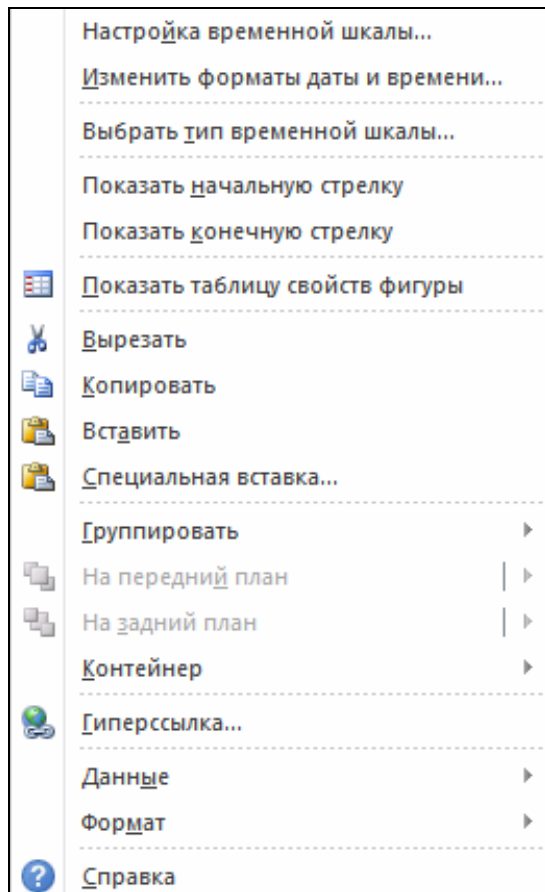 Настройка временной шкалы...
Изменить форматы даты и времени...
Выбрать тип временной шкалы...
Показать начальную стрелку
Показать конечную стрелку
Показать таблицу свойств фигуры
Вырезать
Копировать
Вставить
Специальная вставка...
Группировать
На передний план
На задний план
Контейнер
Гиперссылка...
Данные
Формат
Справка